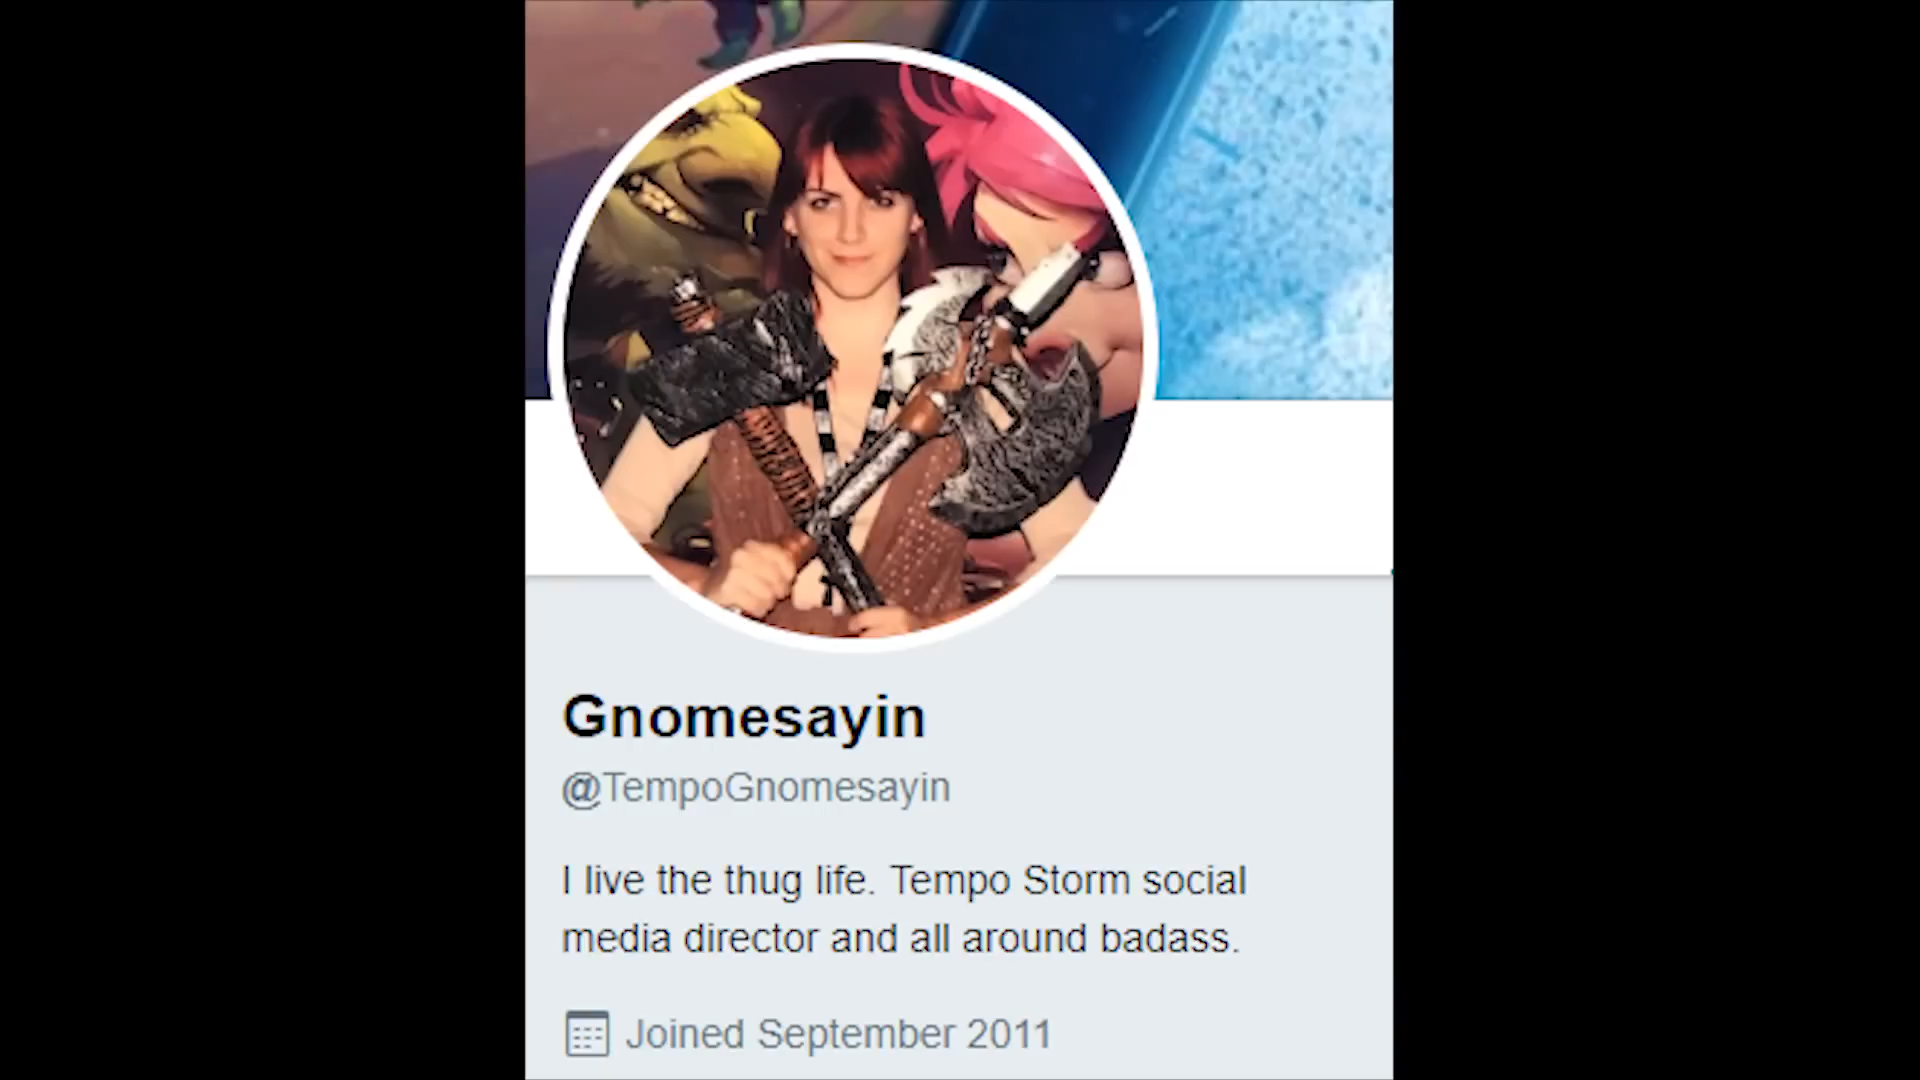 Gnomesayin
@TempoGnomesayin
I live the thug life. Tempo Storm social
media director and all around badass.
Joined September 2011